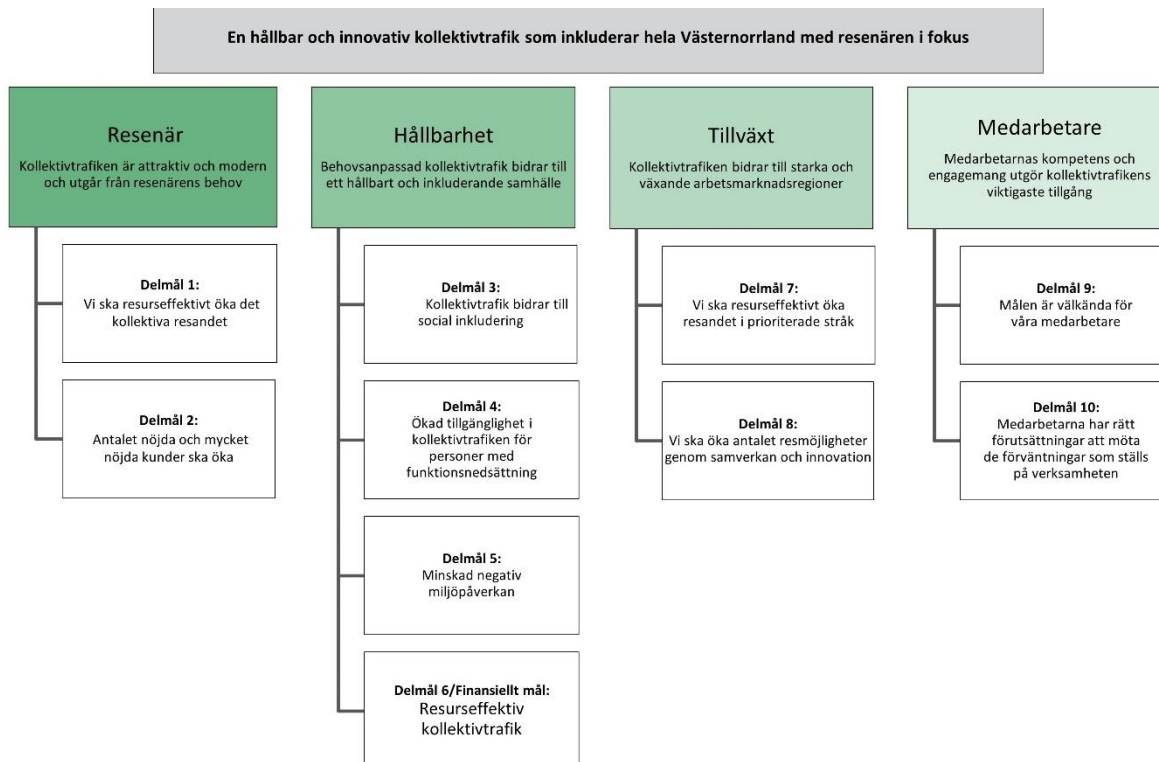 En hållbar och innovativ kollektivtrafik som inkluderar hela Västernorrland med resenären i fokus
Resenär
Kollektivtrafiken är attraktiv och modern
och utgår från resenärens behov
Delmål 1:
Vi ska resurseffektivt öka det
kollektiva resandet
Delmål 2:
Antalet nöjda och mycket
nöjda kunder ska öka
Hållbarhet
Behovsanpassad kollektivtrafik bidrar till
ett hållbart och inkluderande samhälle
Delmål 3:
Kollektivtrafik bidrar till
social inkludering
Delmål 4:
Ökad tillgänglighet i
kollektivtrafiken för
personer med
funktionsnedsättning
Delmål 5:
Minskad negativ
miljöpåverkan
Delmål 6/Finansiellt mål:
Resurseffektiv
kollektivtrafik
Tillväxt
Kollektivtrafiken bidrar till starka och
växande arbetsmarknadsregioner
Delmål 7:
Vi ska resurseffektivt öka
resandet i prioriterade stråk
Delmål 8:
Vi ska öka antalet resmöjligheter
genom samverkan och innovation
Medarbetare
Medarbetarnas kompetens och
engagemang utgör kollektivtrafikens
viktigaste tillgång
Delmål 9:
Målen är välkända för
våra medarbetare
Delmål 10:
Medarbetarna har rätt
förutsättningar att möta
de förväntningar som ställs
på verksamheten